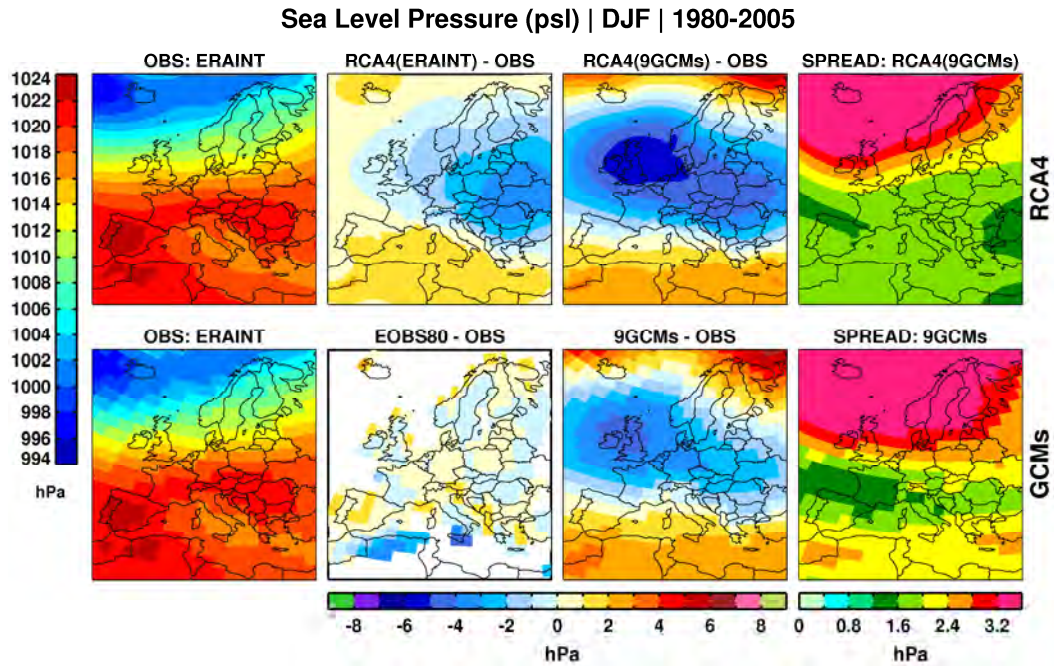 Sea Level Pressure (psl) | DJF | 1980-2005
OBS: ERAINT
RCA4(ERAINT) - OBS
RCA4(9GCMs) - OBS
SPREAD: RCA4(9GCMs)
1024
1022
1020
1018
1016
1014
1012
1010
1008
1006
1004
1002
1000
998
996
994
hPa
RCA4
OBS: ERAINT
EOBS80 - OBS
9GCMs - OBS
SPREAD: 9GCMs
GCMs
-8 -6 -4 -2 0 2 4 6 8
hPa
0 0.8 1.6 2.4 3.2
hPa